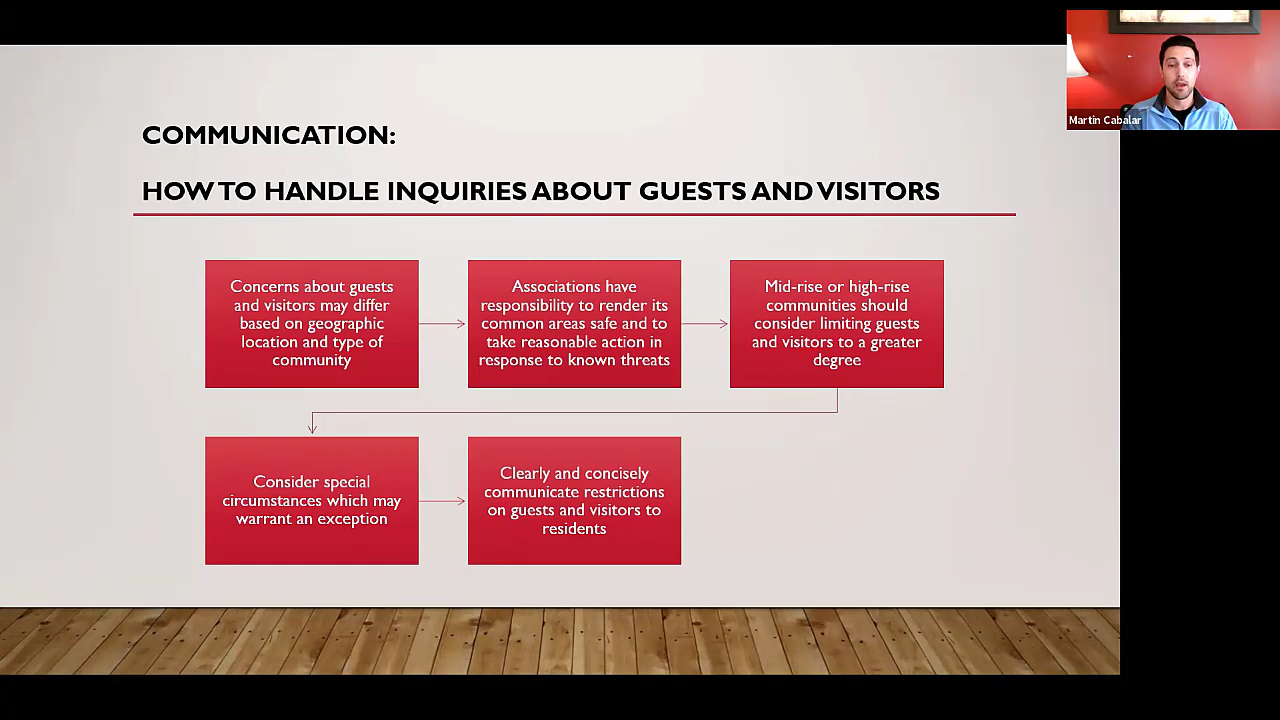 COMMUNICATION:
HOW TO HANDLE INQUIRIES ABOUT GUESTS AND VISITORS
Concerns about guests
and visitors may differ
based on geographic
location and type of
community
Associations have
responsibility to render its
common areas safe and to
take reasonable action in
response to known threats
Mid-rise or high-rise
communities should
consider limiting guests
and visitors to a greater
degree
Consider special
circumstances which may
warrant an exception
Clearly and concisely
communicate restrictions
on guests and visitors to
residents
Martin Cabalar